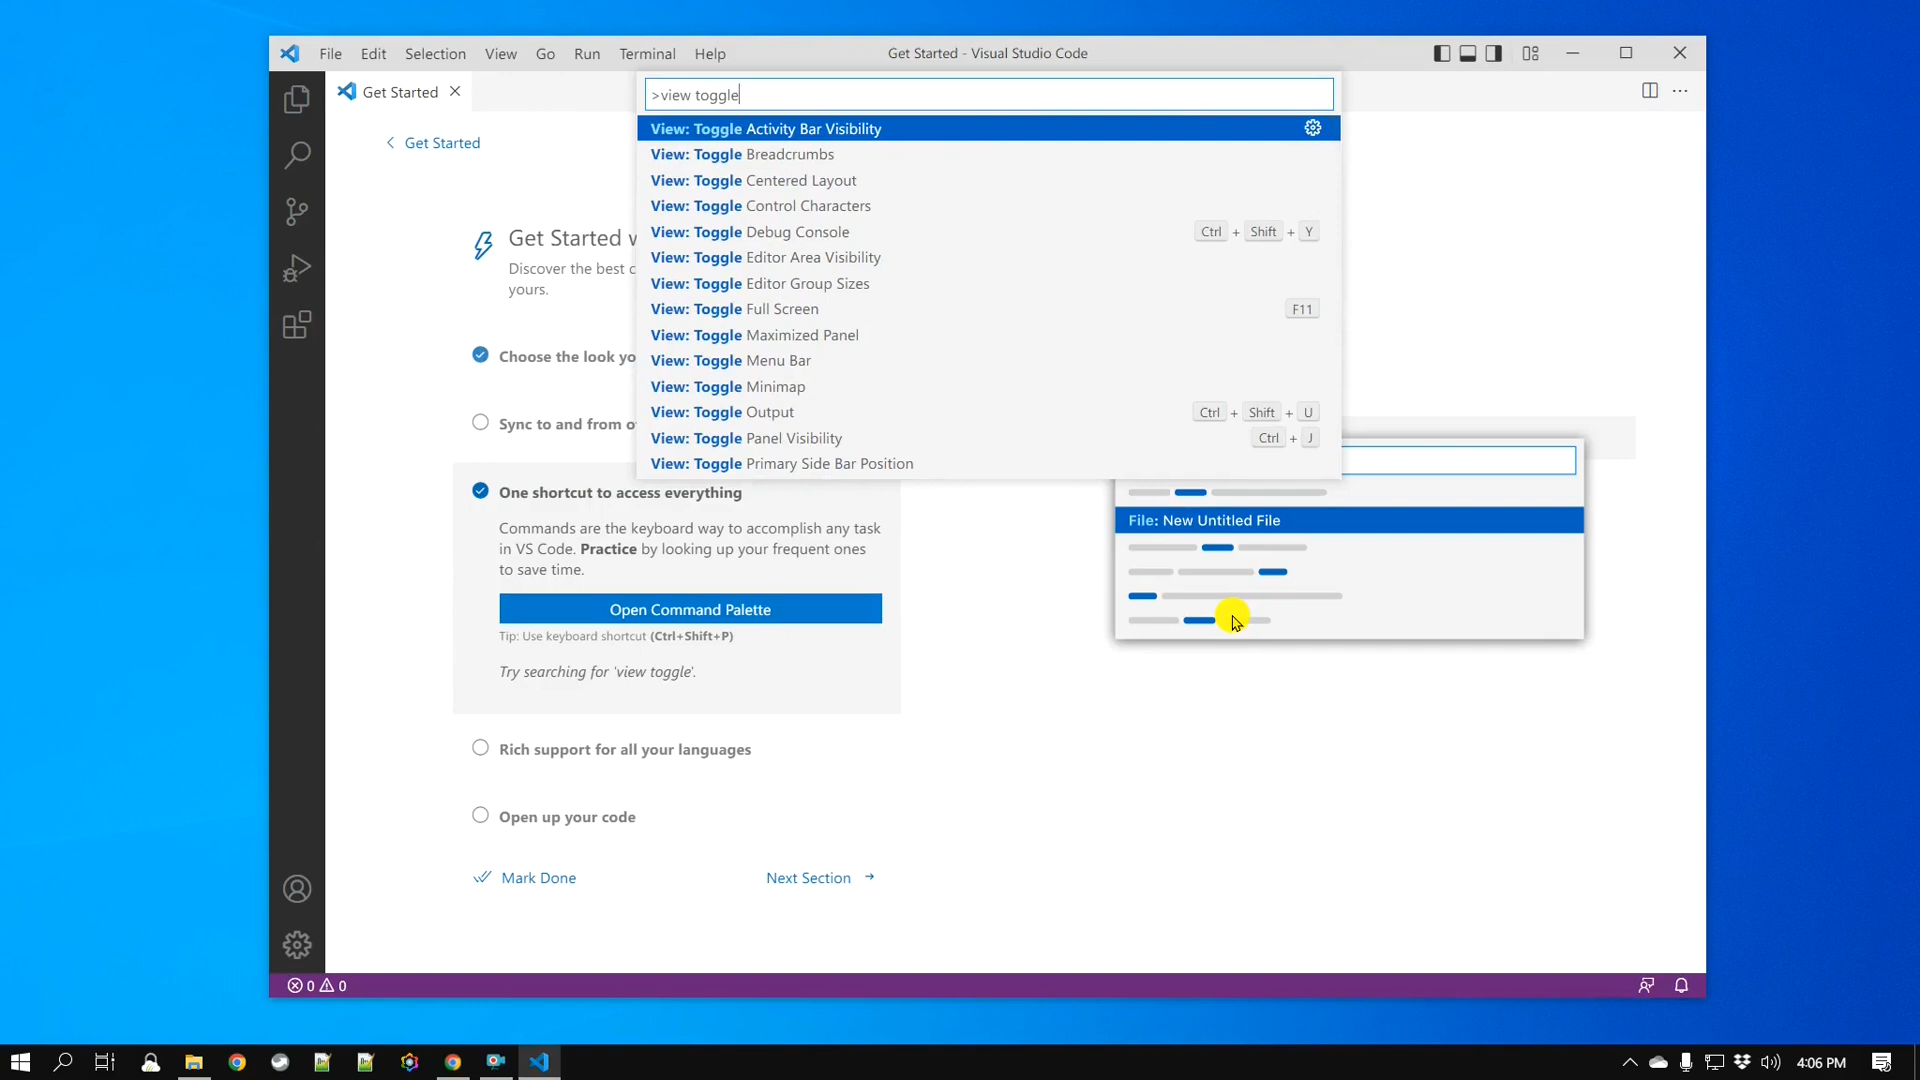 File Edit Selection View Go Run Terminal Help Get Started - Visual Studio Code
Get Started
>view toggle
View: Toggle Activity Bar Visibility
View: Toggle Breadcrumbs
View: Toggle Centered Layout
View: Toggle Control Characters
View: Toggle Debug Console Ctrl + Shift + Y
View: Toggle Editor Area Visibility
View: Toggle Editor Group Sizes
View: Toggle Full Screen F11
View: Toggle Maximized Panel
View: Toggle Menu Bar
View: Toggle Minimap
View: Toggle Output Ctrl + Shift + U
View: Toggle Panel Visibility Ctrl + J
View: Toggle Primary Side Bar Position
Get Started
Get Started
Discover the best
yours.
Choose the look
Sync to and from
One shortcut to access everything
Commands are the keyboard way to accomplish any task
in VS Code. Practice by looking up your frequent ones
to save time.
Open Command Palette
Tip: Use keyboard shortcut (Ctrl+Shift+P)
Try searching for 'view toggle'.
File: New Untitled File
Rich support for all your languages
Open up your code
Mark Done Next Section
0 0
4:06 PM